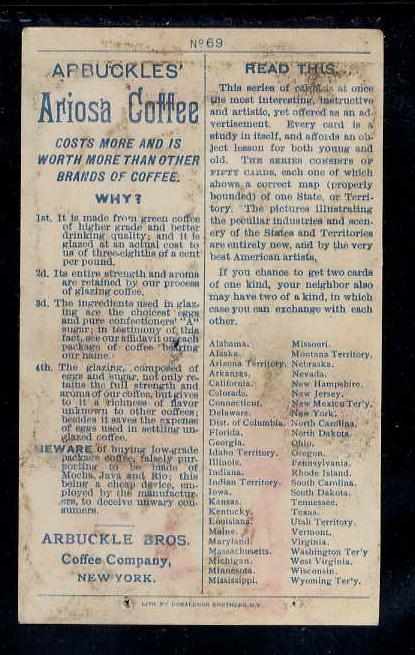 No 69
ARBUCKLES'
Ariosa Coffee
COSTS MORE AND IS
WORTH MORE THAN OTHER
BRANDS OF COFFEE.
WHY?
1st. It is made from green coffee
of higher grade and better
drinking quality; and it is
glazed at an actual cost to
us of three-eighths of a cent
per pound.
2d. Its entire strength and aroma
are retained by our process
of glazing coffee.
3d. The ingredients used in glaz-
ing are the choicest eggs
and pure confectioners' "A"
sugar; in testimony of this
fact, see our affidavit on each
package of coffee bearing
our name.
4th. The glazing, composed of
eggs and sugar, not only re-
tains the full strength and
aroma of our coffee, but gives
to it a richness of flavor
unknown to other coffees;
besides it saves the expense
of eggs used in settling un-
glazed coffee.
BEWARE of buying low-grade
package coffee, falsely pur-
porting to be made of
Mocha, Java and Rio; this
being a cheap device, em-
ployed by the manufactur-
ers, to deceive unwary con-
sumers.
ARBUCKLE BROS.
Coffee Company,
NEW YORK.
READ THIS.
This series of cards is at once
the most interesting, instructive
and artistic, yet offered as an ad-
vertisement. Every card is a
study in itself, and affords an ob-
ject lesson for both young and
old. THE SERIES CONSISTS OF
FIFTY CARDS, each one of which
shows a correct map (properly
bounded) of one State, or Terri-
tory. The pictures illustrating
the peculiar industries and scen-
ery of the States and Territories
are entirely new, and by the very
best American artists.
If you chance to get two cards
of one kind, your neighbor also
may have two of a kind, in which
case you can exchange with each
other.
Alabama.
Alaska.
Arizona Territory.
Arkansas.
California.
Colorado.
Connecticut.
Delaware.
Dist. of Columbia.
Florida.
Georgia.
Idaho Territory.
Illinois.
Indiana.
Indian Territory.
Iowa.
Kansas.
Kentucky.
Louisiana.
Maine.
Maryland.
Massachusetts.
Michigan.
Minnesota.
Mississippi.
Missouri.
Montana Territory.
Nebraska.
Nevada.
New Hampshire.
New Jersey.
New Mexico Ter'y.
New York.
North Carolina.
North Dakota.
Ohio.
Oregon.
Pennsylvania.
Rhode Island.
South Carolina.
South Dakota.
Tennessee.
Texas.
Utah Territory.
Vermont.
Virginia.
Washington Ter'y
West Virginia.
Wisconsin.
Wyoming Ter'y.
LITH. BY DONALDSON BROTHERS, N.Y.